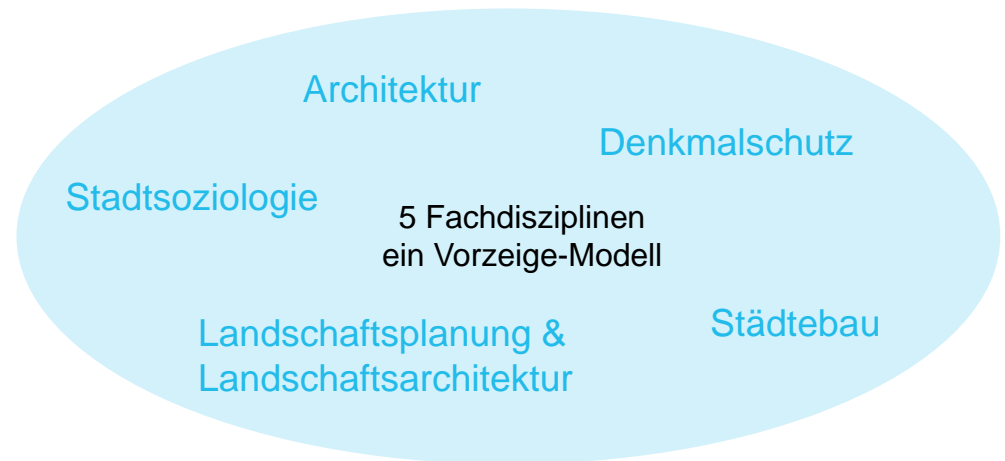 Architektur
Denkmalschutz
Stadtsoziologie
5 Fachdisziplinen
ein Vorzeige-Modell
Städtebau
Landschaftsplanung &
Landschaftsarchitektur